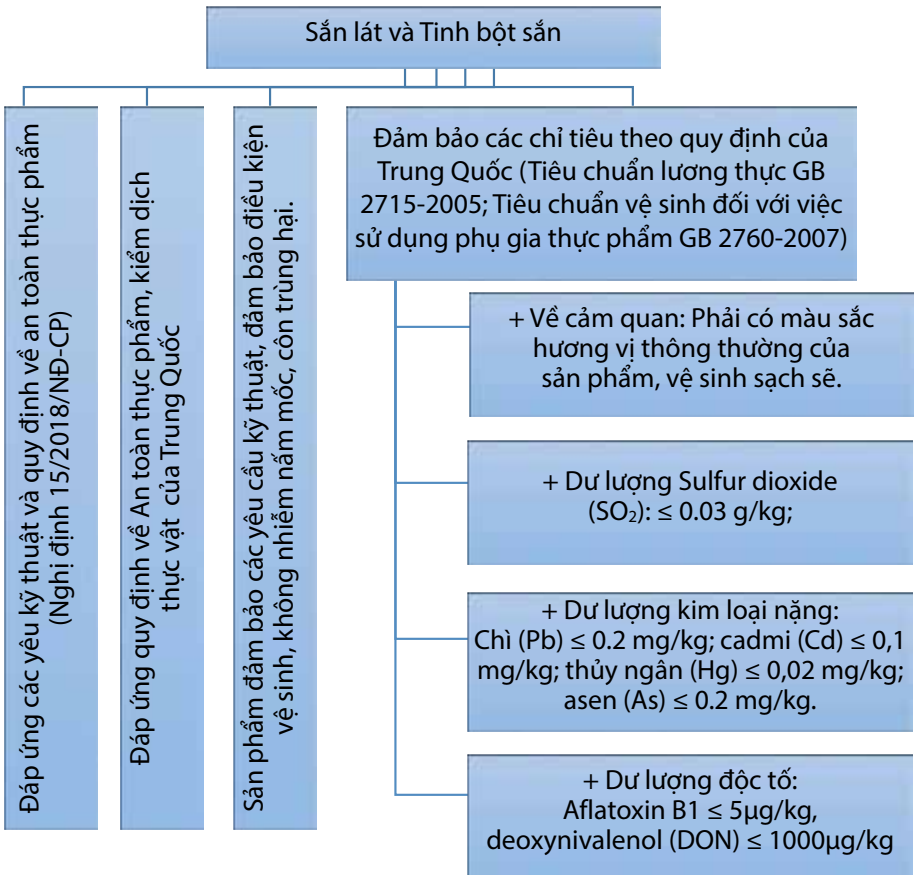 Sắn lát và Tinh bột sắn
Đáp ứng các yêu kỹ thuật và quy định về an toàn thực phẩm
(Nghị định 15/2018/NĐ-CP)
Đáp ứng quy định về An toàn thực phẩm, kiểm dịch
thực vật của Trung Quốc
Sản phẩm đảm bảo các yêu cầu kỹ thuật, đảm bảo điều kiện
vệ sinh, không nhiễm nấm mốc, côn trùng hại.
Đảm bảo các chỉ tiêu theo quy định của
Trung Quốc (Tiêu chuẩn lương thực GB
2715-2005; Tiêu chuẩn vệ sinh đối với việc
sử dụng phụ gia thực phẩm GB 2760-2007)
+ Về cảm quan: Phải có màu sắc
hương vị thông thường của
sản phẩm, vệ sinh sạch sẽ.
+ Dư lượng Sulfur dioxide
(SO₂): ≤ 0.03 g/kg;
+ Dư lượng kim loại nặng:
Chì (Pb) ≤ 0.2 mg/kg; cadmi (Cd) ≤ 0,1
mg/kg; thủy ngân (Hg) ≤ 0,02 mg/kg;
asen (As) ≤ 0.2 mg/kg.
+ Dư lượng độc tố:
Aflatoxin B1 ≤ 5µg/kg,
deoxynivalenol (DON) ≤ 1000µg/kg